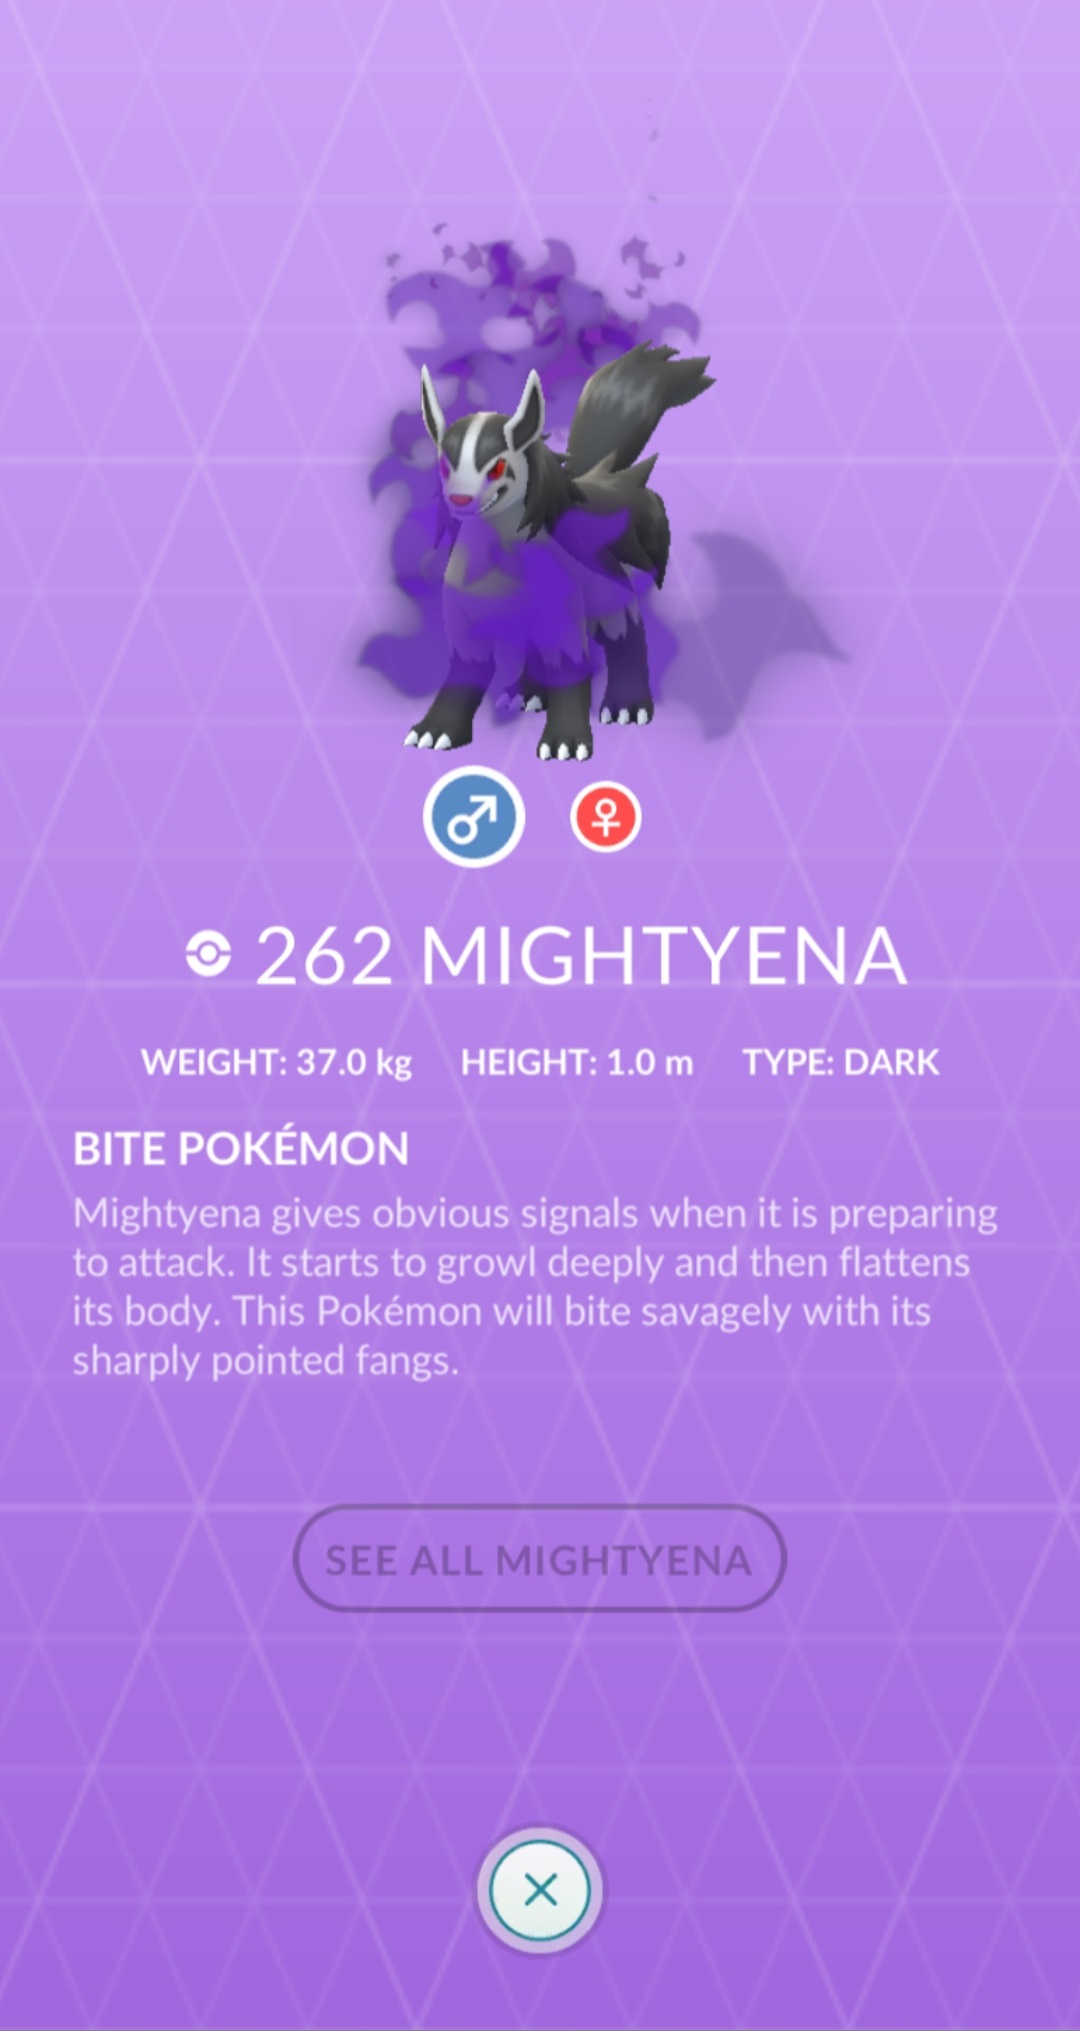 262 MIGHTYENA
WEIGHT: 37.0 kg HEIGHT: 1.0 m TYPE: DARK
BITE POKÉMON
Mightyena gives obvious signals when it is preparing
to attack. It starts to growl deeply and then flattens
its body. This Pokémon will bite savagely with its
sharply pointed fangs.
SEE ALL MIGHTYENA